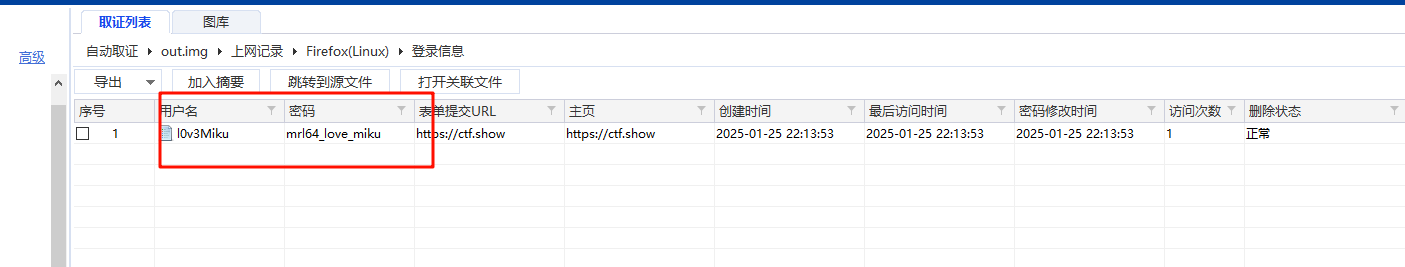 取证列表 图库
高级
自动取证 out.img 上网记录 Firefox(Linux) 登录信息
导出 加入摘要 跳转到源文件 打开关联文件
序号 用户名 密码 表单提交URL 主页 创建时间 最后访问时间 密码修改时间 访问次数 删除状态
1 l0v3Miku mrl64_love_miku https://ctf.show https://ctf.show 2025-01-25 22:13:53 2025-01-25 22:13:53 2025-01-25 22:13:53 1 正常